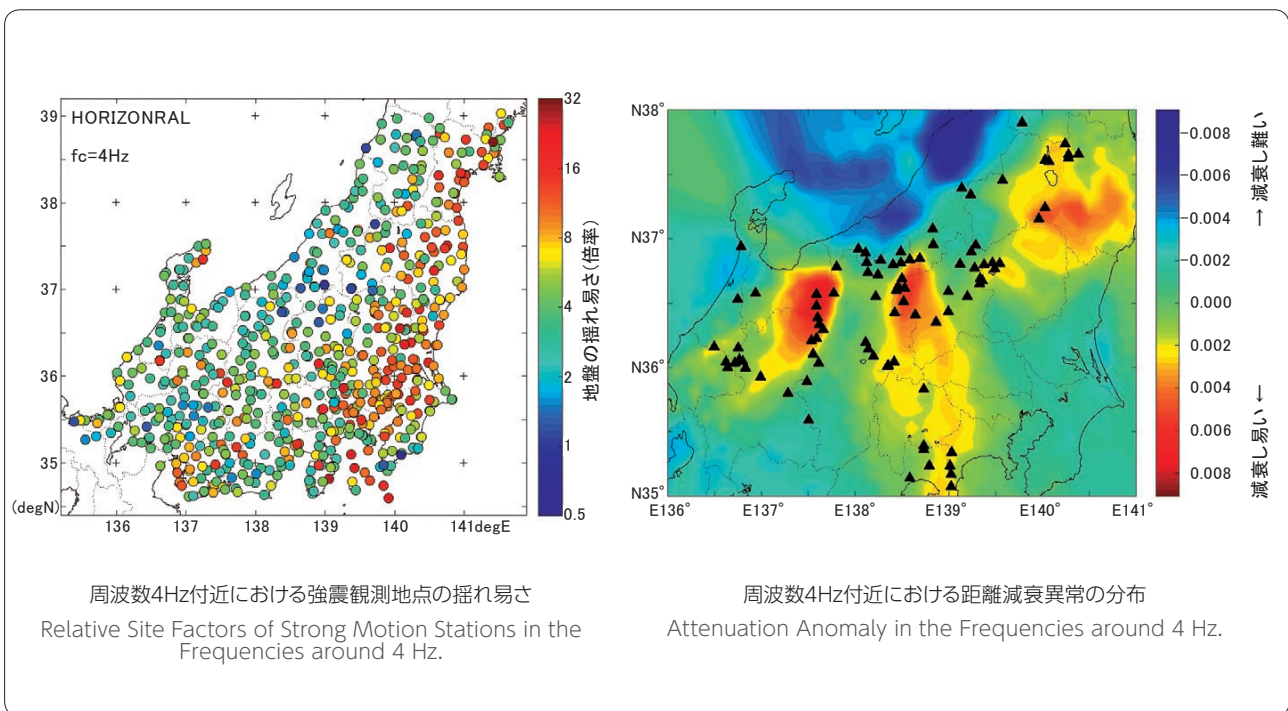 HORIZONRAL
fc=4Hz
39
38
37
36
35
(degN)
136
137
138
139
140
141degE
32
16
8
4
2
1
0.5
地盤の揺れ易さ(倍率)
周波数4Hz付近における強震観測地点の揺れ易さ
Relative Site Factors of Strong Motion Stations in the
Frequencies around 4 Hz.
N38°
N37°
N36°
N35°
E136°
E137°
E138°
E139°
E140°
E141°
-0.008
-0.006
-0.004
-0.002
0.000
0.002
0.002
0.004
0.008
→ 減衰し難い
減衰し易い ←
周波数4Hz付近における距離減衰異常の分布
Attenuation Anomaly in the Frequencies around 4 Hz.